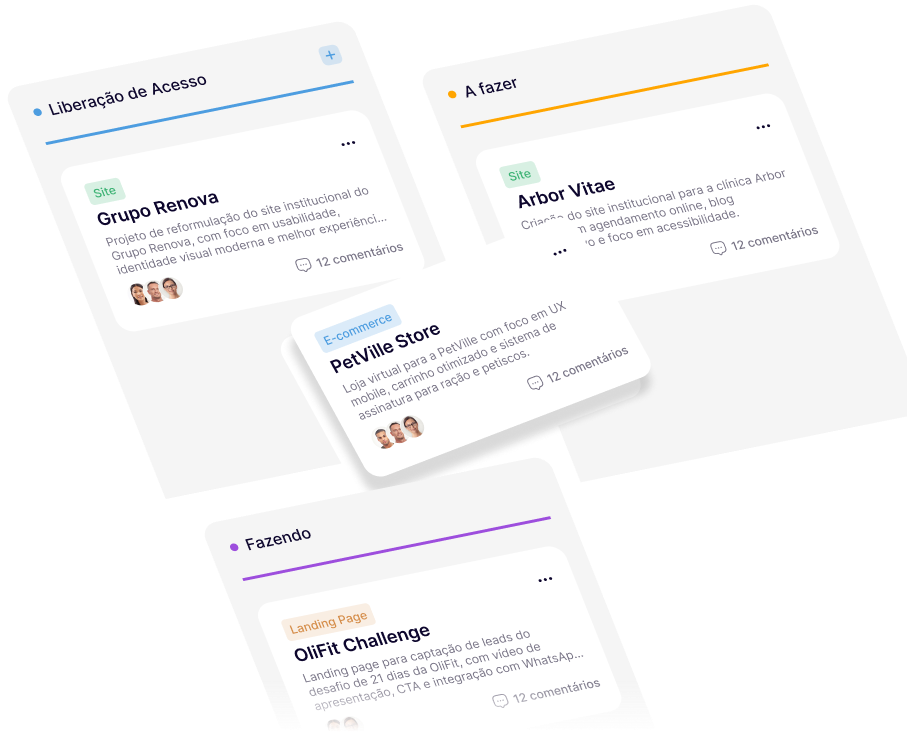 Liberação de Acesso
Site
Grupo Renova
Projeto de reformulação do site institucional do
Grupo Renova, com foco em usabilidade,
identidade visual moderna e melhor experiênci...
12 comentários
A fazer
Site
Arbor Vitae
do site institucional para a clínica Arbor
agendamento online, blog
e foco em acessibilidade.
12 comentários
E-commerce
PetVille Store
Loja virtual para a PetVille com foco em UX
mobile, carrinho otimizado e sistema de
assinatura para ração e petiscos.
12 comentários
Fazendo
Landing Page
OliFit Challenge
Landing page para captação de leads do
desafio de 21 dias da OliFit, com vídeo de
apresentação, CTA e integração com WhatsAp...
12 comentários